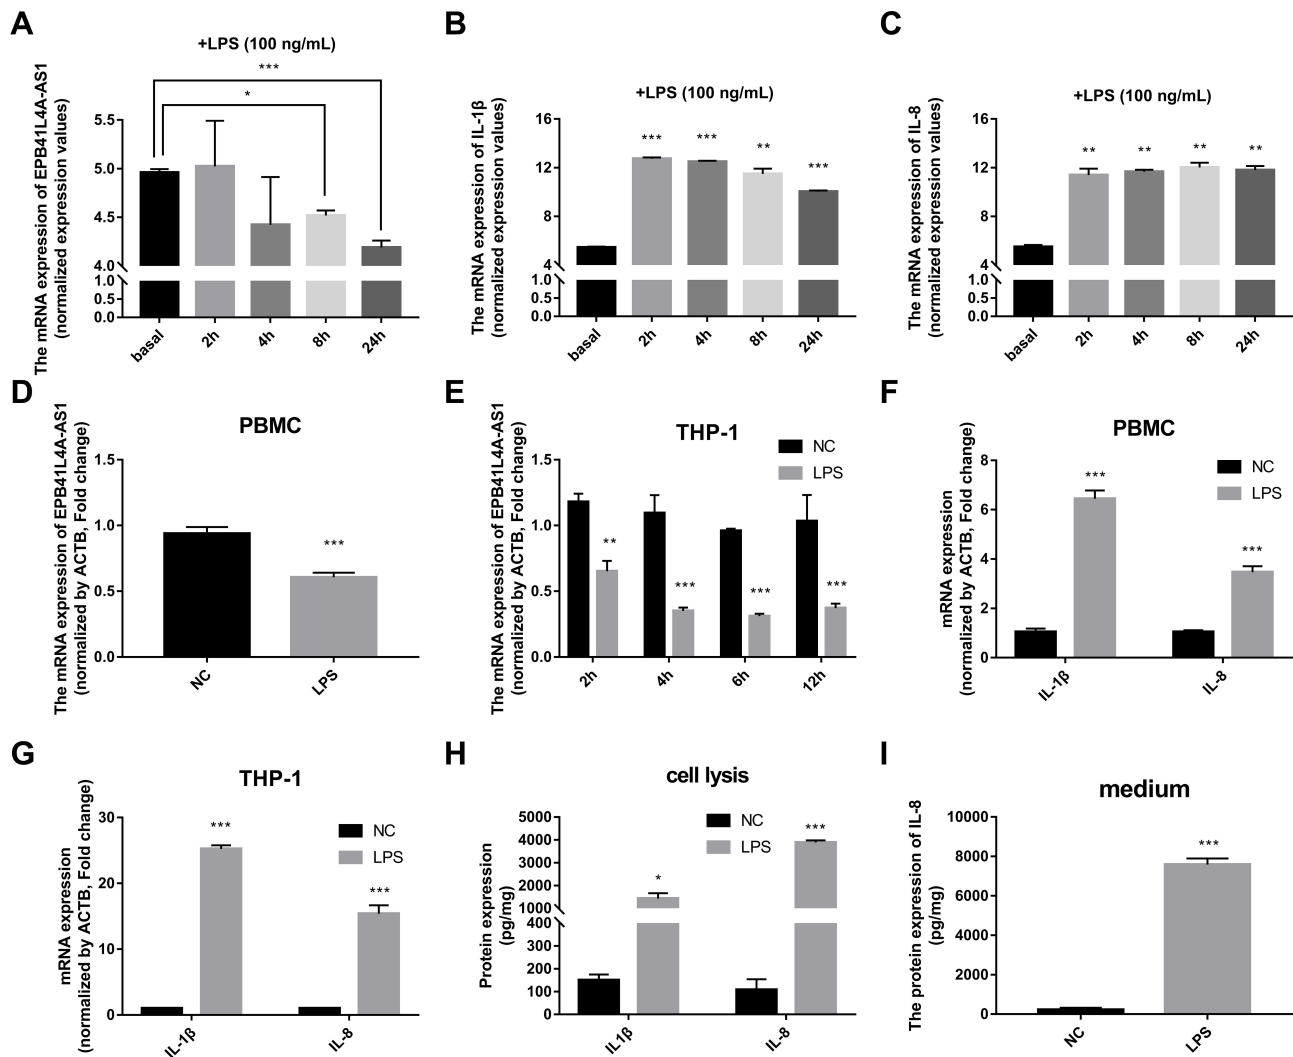 A
+LPS (100 ng/mL)
***
*
The mRNA expression of EPB41L4A-AS1
(normalized expression values)
5.5
5.0
4.5
4.0
1.0
0.5
0.0
basal
2h
4h
8h
24h
B
+LPS (100 ng/mL)
The mRNA expression of IL-1β
(normalized expression values)
16
12
8
4
1.0
0.5
0.0
***
***
**
***
basal
2h
4h
8h
24h
C
+LPS (100 ng/mL)
The mRNA expression of IL-8
(normalized expression values)
16
12
8
4
1.0
0.5
0.0
**
**
**
**
basal
2h
4h
8h
24h
D
PBMC
The mRNA expression of EPB41L4A-AS1
(normalized by ACTB, Fold change)
1.5
1.0
0.5
0.0
***
NC
LPS
E
THP-1
NC
LPS
The mRNA expression of EPB41L4A-AS1
(normalized by ACTB, Fold change)
1.5
1.0
0.5
0.0
**
***
***
***
2h
4h
6h
12h
F
PBMC
NC
LPS
mRNA expression
(normalized by ACTB, Fold change)
8
6
4
2
0
***
***
IL-1β
IL-8
G
THP-1
NC
LPS
mRNA expression
(normalized by ACTB, Fold change)
30
20
10
0
***
***
IL-1β
IL-8
H
cell lysis
NC
LPS
Protein expression
(pg/mg)
5000
4000
3000
2000
1000
400
300
200
100
0
*
***
IL1β
IL-8
I
medium
The protein expression of IL-8
(pg/mg)
10000
8000
6000
4000
2000
0
***
NC
LPS